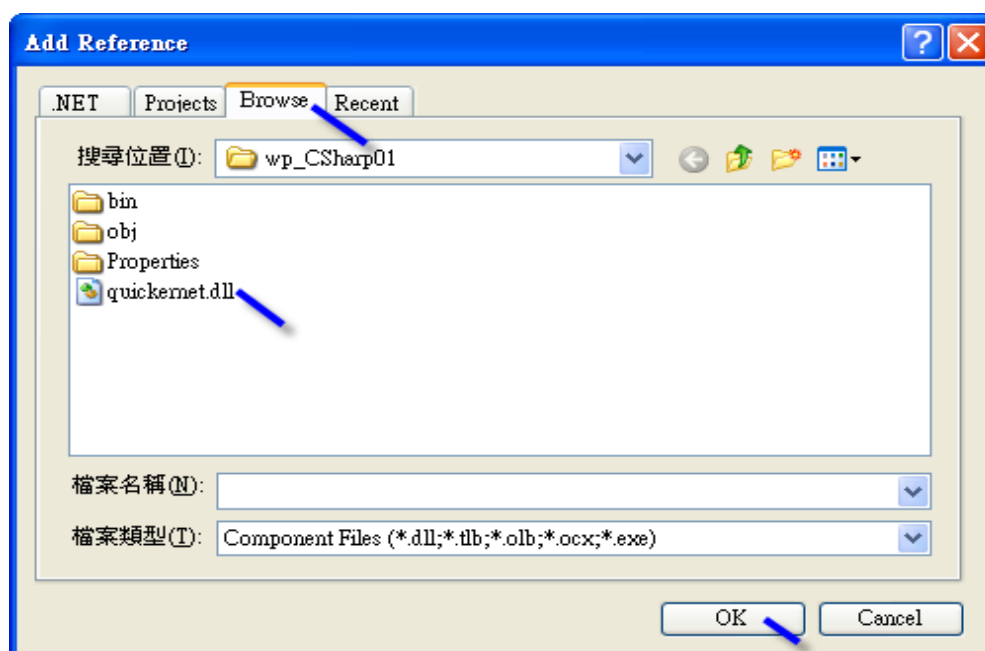 Add Reference
.NET Projects Browse Recent
搜尋位置(I): wp_CSharp01
bin
obj
Properties
quickernet.dll
檔案名稱(N):
檔案類型(T): Component Files (*.dll;*.tlb;*.olb;*.ocx;*.exe)
OK Cancel